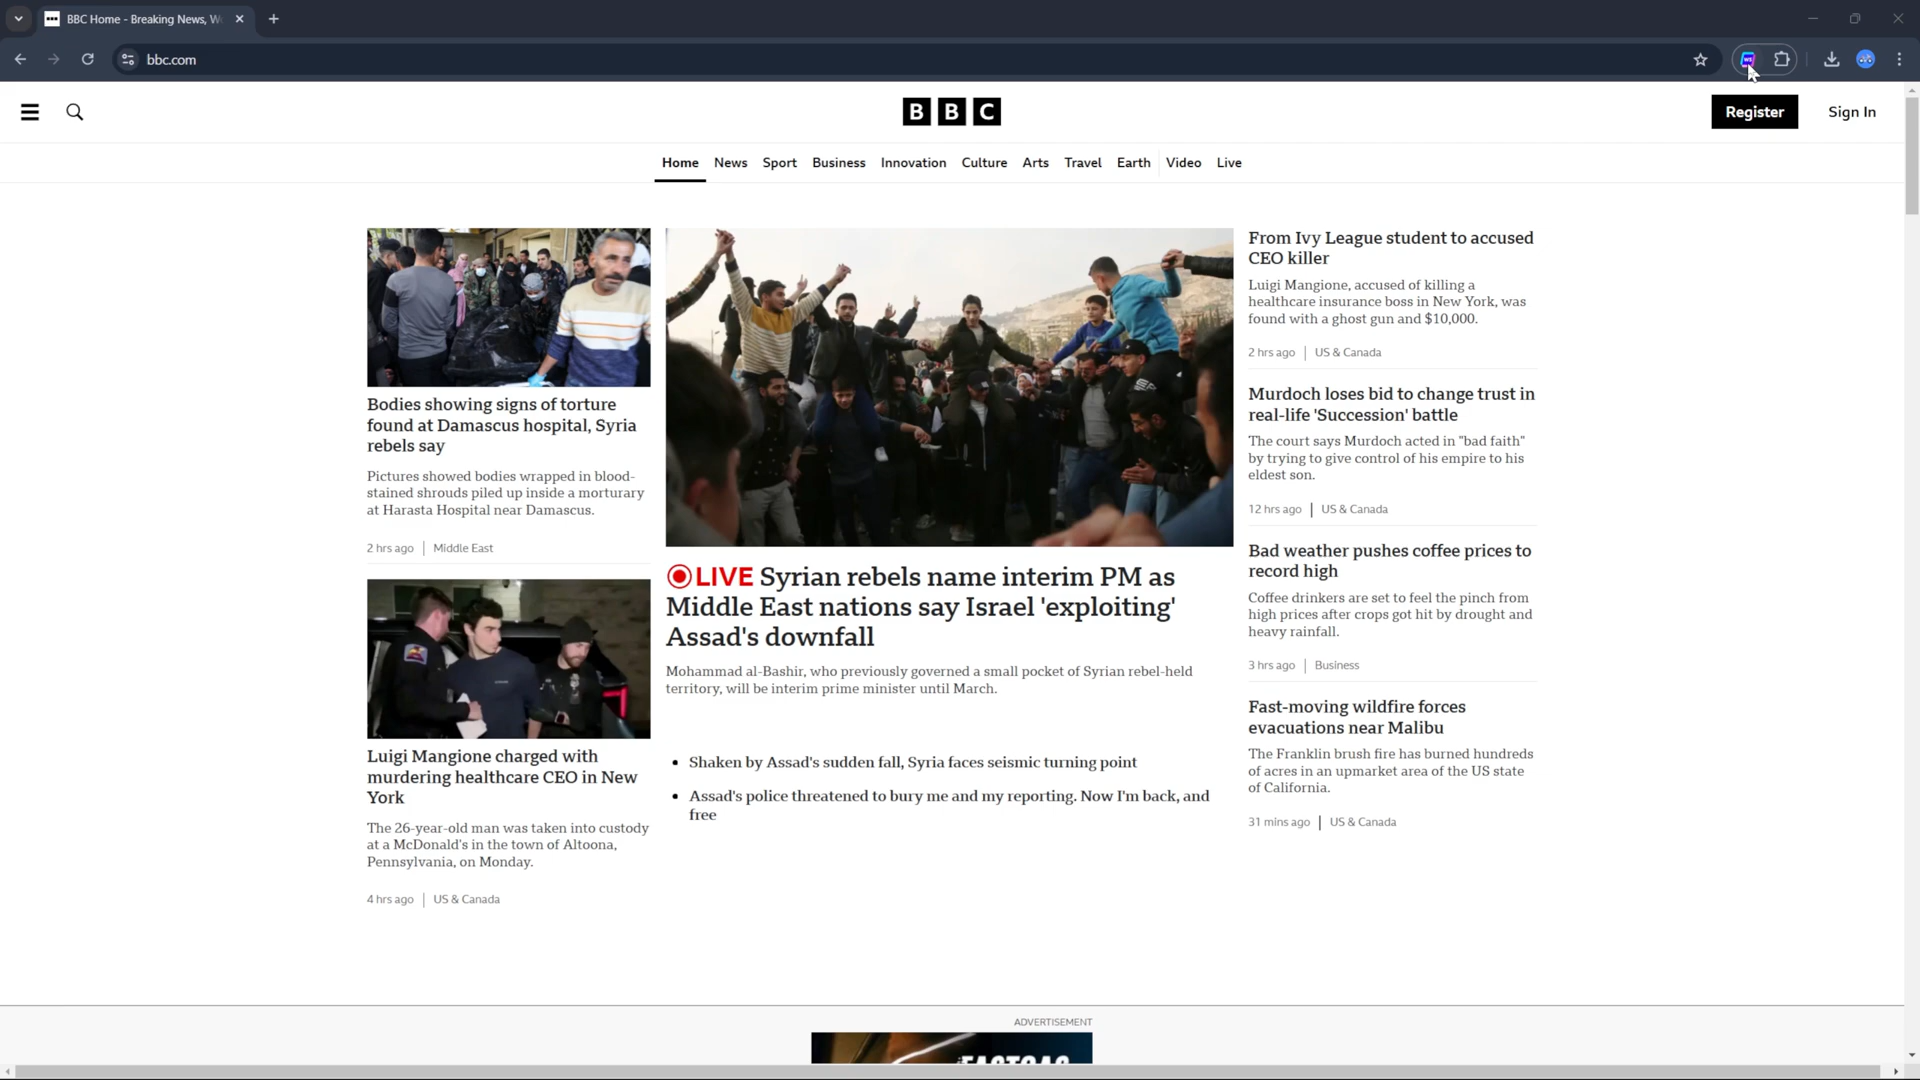 BBC Home - Breaking News, W
bbc.com
BBC
Register
Sign In
Home
News
Sport
Business
Innovation
Culture
Arts
Travel
Earth
Video
Live
Bodies showing signs of torture
found at Damascus hospital, Syria
rebels say
Pictures showed bodies wrapped in blood-
stained shrouds piled up inside a morturary
at Harasta Hospital near Damascus.
2 hrs ago | Middle East
Luigi Mangione charged with
murdering healthcare CEO in New
York
The 26-year-old man was taken into custody
at a McDonald's in the town of Altoona,
Pennsylvania, on Monday.
4 hrs ago | US & Canada
LIVE Syrian rebels name interim PM as
Middle East nations say Israel 'exploiting'
Assad's downfall
Mohammad al-Bashir, who previously governed a small pocket of Syrian rebel-held
territory, will be interim prime minister until March.
• Shaken by Assad's sudden fall, Syria faces seismic turning point
• Assad's police threatened to bury me and my reporting. Now I'm back, and
free
From Ivy League student to accused
CEO killer
Luigi Mangione, accused of killing a
healthcare insurance boss in New York, was
found with a ghost gun and $10,000.
2 hrs ago | US & Canada
Murdoch loses bid to change trust in
real-life 'Succession' battle
The court says Murdoch acted in "bad faith"
by trying to give control of his empire to his
eldest son.
12 hrs ago | US & Canada
Bad weather pushes coffee prices to
record high
Coffee drinkers are set to feel the pinch from
high prices after crops got hit by drought and
heavy rainfall.
3 hrs ago | Business
Fast-moving wildfire forces
evacuations near Malibu
The Franklin brush fire has burned hundreds
of acres in an upmarket area of the US state
of California.
31 mins ago | US & Canada
ADVERTISEMENT